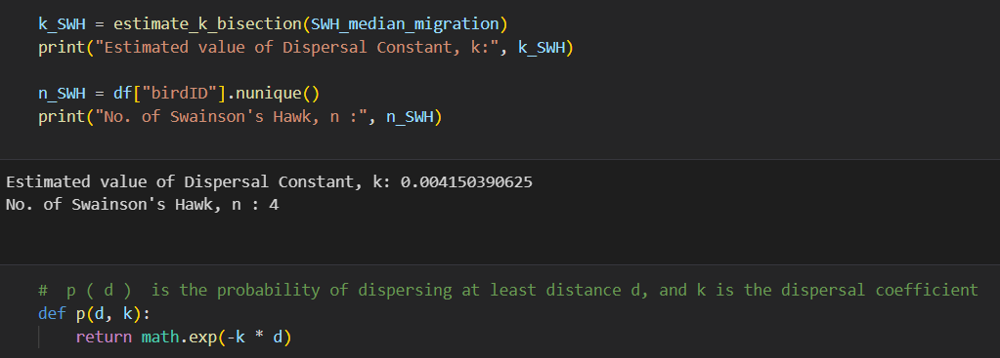 k_SWH = estimate_k_bisection(SWH_median_migration)
print("Estimated value of Dispersal Constant, k:", k_SWH)
n_SWH = df["birdID"].nunique()
print("No. of Swainson's Hawk, n :", n_SWH)
Estimated value of Dispersal Constant, k: 0.004150390625
No. of Swainson's Hawk, n : 4
#  p ( d )  is the probability of dispersing at least distance d, and k is the dispersal coefficient
def p(d, k):
    return math.exp(-k * d)